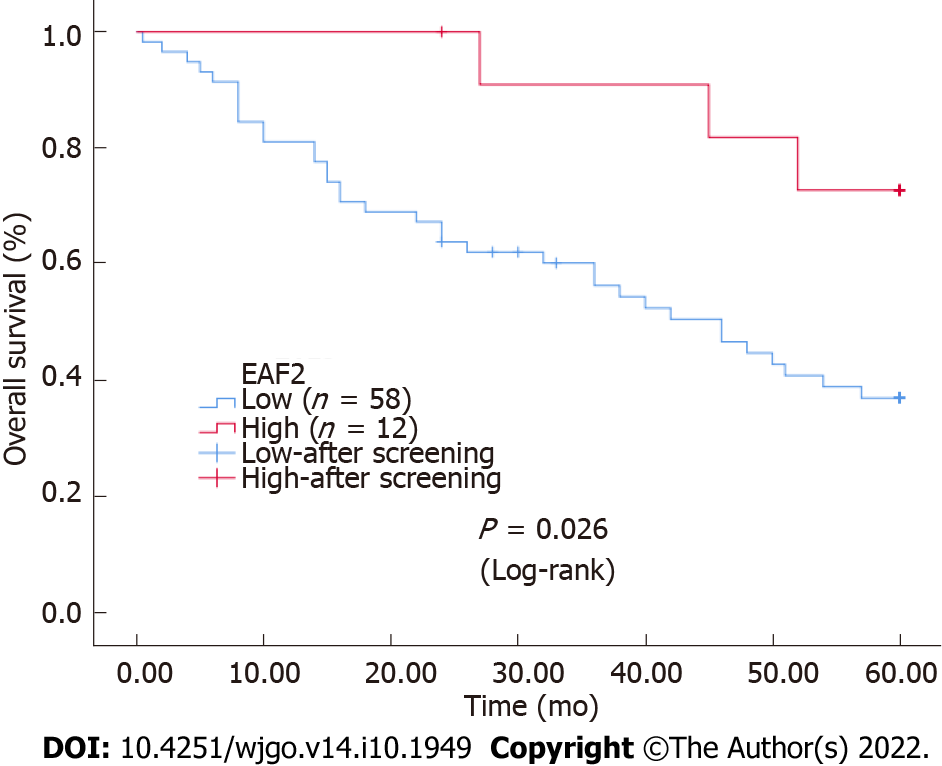 Overall survival (%)
1.0
0.8
0.6
0.4
0.2
0.0
EAF2
Low (n = 58)
High (n = 12)
Low-after screening
High-after screening
P = 0.026
(Log-rank)
0.00 10.00 20.00 30.00 40.00 50.00 60.00
Time (mo)
DOI: 10.4251/wjgo.v14.i10.1949 Copyright ©The Author(s) 2022.